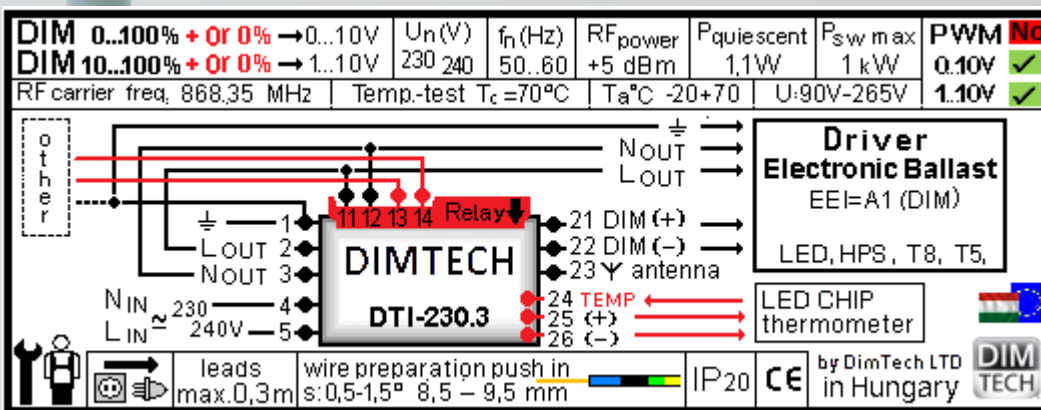 DIM 0...100% + or 0% →0...10V
DIM 10...100% + or 0% → 1...10V
Un(V)
230 240
fn(Hz)
50..60
RFpower
+5 dBm
Pquiescent
1,1W
Psw max
1 kW
PWM No
0.10V ✓
1..10V ✓
RF carrier freq, 868,35 MHz
Temp.-test Tc=70°C
Ta°C -20+70
U:90V-265V
other
⏚
NOUT
LOUT
Driver
Electronic Ballast
EEI=A1 (DIM)
LED, HPS, T8, T5,
11 12 13 14 Relay
⏚ 1
LOUT 2
NOUT 3
NIN 4
LIN 5
≃ 230
240V
DIMTECH
DTI-230.3
21 DIM (+)
22 DIM (-)
23 antenna
24 TEMP
25 (+)
26 (-)
LED CHIP
thermometer
leads
max.0,3m
wire preparation push in
s:0,5-1,5° 8,5 – 9,5 mm
IP20
CE
by DimTech LTD
in Hungary
DIM
TECH